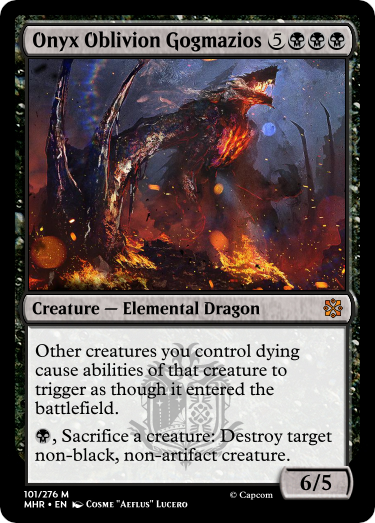 Onyx Oblivion Gogmazios 5
Creature — Elemental Dragon
Other creatures you control dying
cause abilities of that creature to
trigger as though it entered the
battlefield.
, Sacrifice a creature: Destroy target
non-black, non-artifact creature.
6/5
101/276 M
MHR • EN Cosme "Aeflus" Lucero
© Capcom